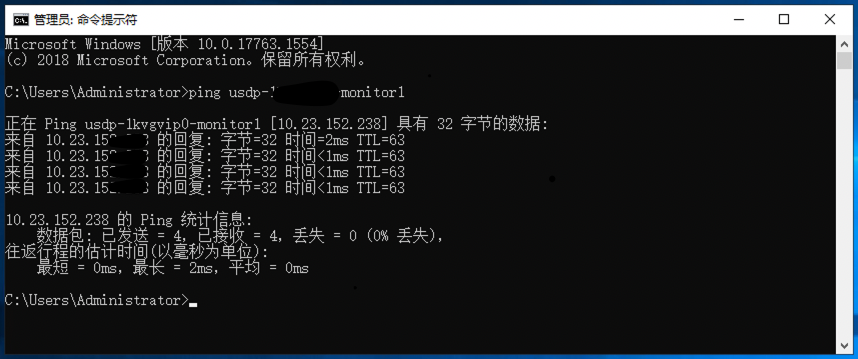 管理员: 命令提示符
Microsoft Windows [版本 10.0.17763.1554]
(c) 2018 Microsoft Corporation。保留所有权利。
C:\Users\Administrator>ping usdp-1 monitor1
正在 Ping usdp-1kvgvip0-monitor1 [10.23.152.238] 具有 32 字节的数据:
来自 10.23.15 的回复: 字节=32 时间=2ms TTL=63
来自 10.23.15 的回复: 字节=32 时间<1ms TTL=63
来自 10.23.15 的回复: 字节=32 时间<1ms TTL=63
来自 10.23.15 的回复: 字节=32 时间<1ms TTL=63
10.23.152.238 的 Ping 统计信息:
数据包: 已发送 = 4，已接收 = 4，丢失 = 0 (0% 丢失)，
往返行程的估计时间(以毫秒为单位):
最短 = 0ms，最长 = 2ms，平均 = 0ms
C:\Users\Administrator>